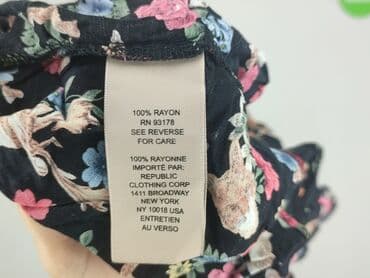 100% RAYON
RN 93178
SEE REVERSE
FOR CARE
100% RAYONNE
IMPORTÉ PAR:
REPUBLIC
CLOTHING CORP
1411 BROADWAY
NEW YORK
NY 10018 USA
ENTRETIEN
AU VERSO